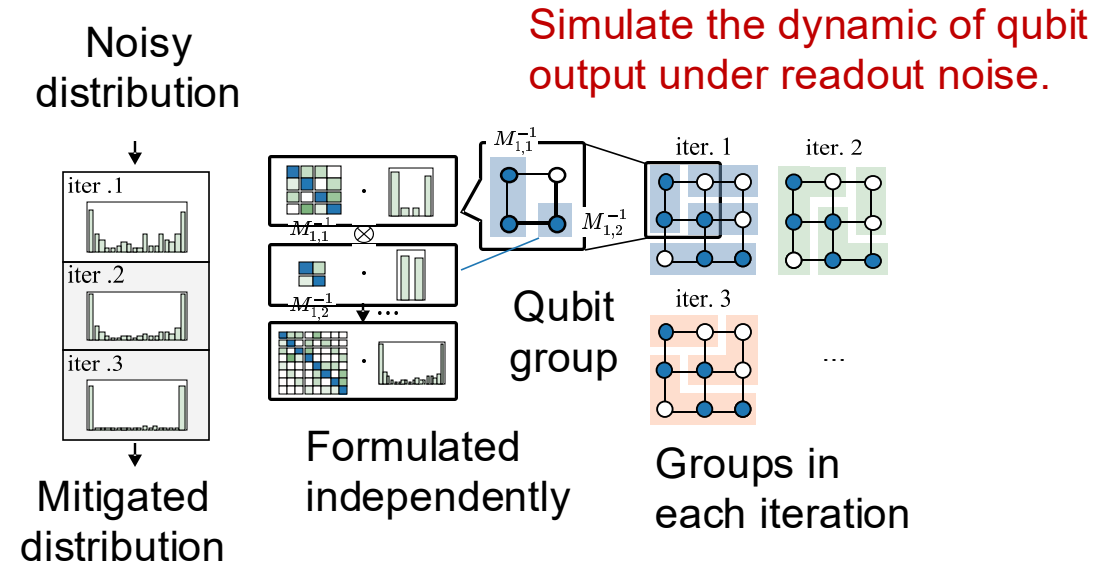 Noisy
distribution
Simulate the dynamic of qubit
output under readout noise.
iter .1
iter .2
iter .3
Mitigated
distribution
M_{1,1}^{-1}
⊗
M_{1,2}^{-1}
...
Formulated
independently
M_{1,1}^{-1}
M_{1,2}^{-1}
Qubit
group
iter. 1
iter. 2
iter. 3
...
Groups in
each iteration